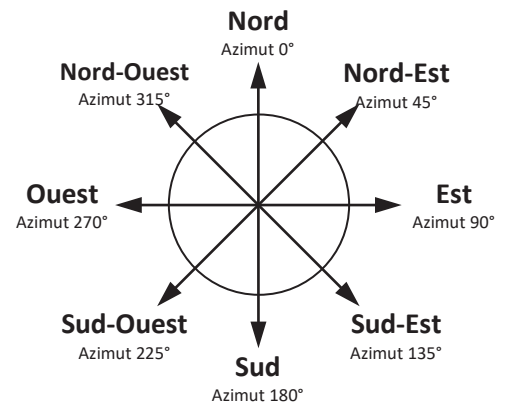 Nord
Azimut 0°
Nord-Ouest
Azimut 315°
Nord-Est
Azimut 45°
Ouest
Azimut 270°
Est
Azimut 90°
Sud-Ouest
Azimut 225°
Sud-Est
Azimut 135°
Sud
Azimut 180°